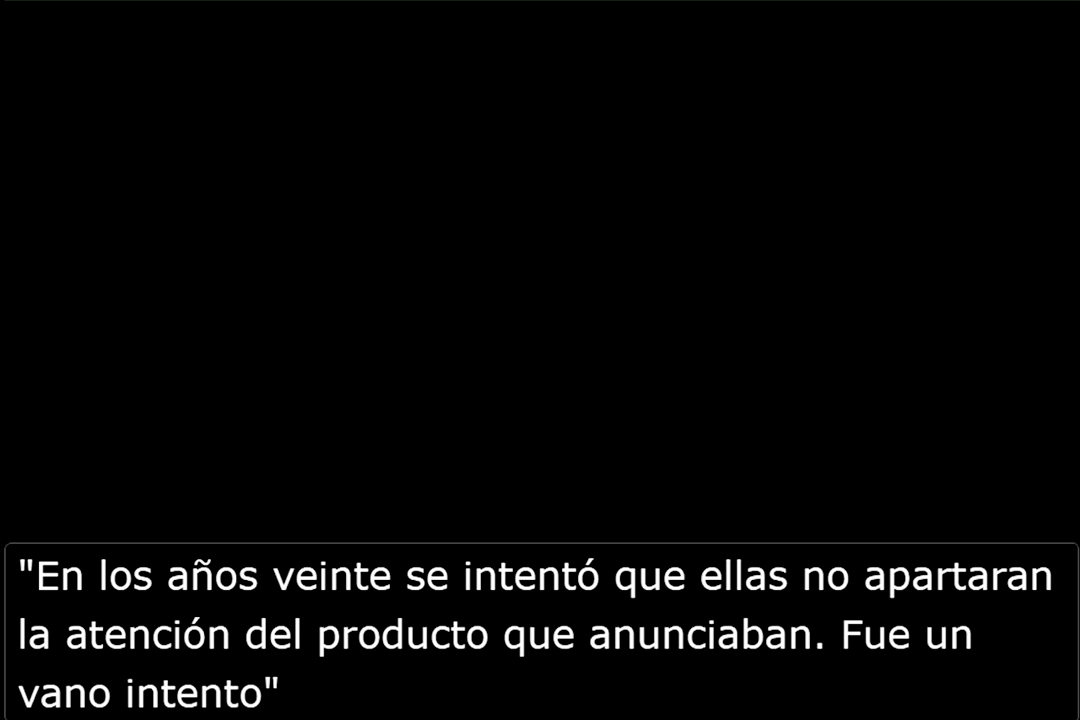 "En los años veinte se intentó que ellas no apartaran
la atención del producto que anunciaban. Fue un
vano intento"